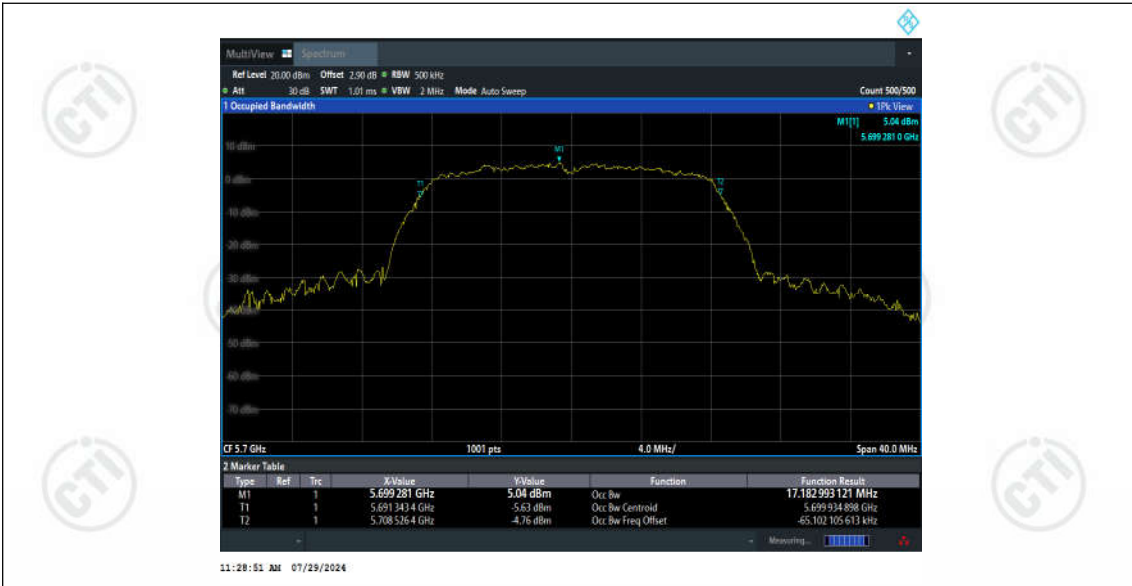 MultiView Spectrum
Ref Level 20.00 dBm Offset 2.90 dB RBW 500 kHz
Att 30 dB SWT 1.01 ms VBW 2 MHz Mode Auto Sweep Count 500/500
1 Occupied Bandwidth 1Pk View
M1[1] 5.04 dBm
5.699 281 0 GHz
10 dBm
M1
0 dBm
T1 T2
-10 dBm
-20 dBm
-30 dBm
-40 dBm
-50 dBm
-60 dBm
-70 dBm
CF 5.7 GHz 1001 pts 4.0 MHz/ Span 40.0 MHz
2 Marker Table
Type Ref Trc X-Value Y-Value Function Function Result
M1 1 5.699 281 GHz 5.04 dBm Occ Bw 17.182 993 121 MHz
T1 1 5.691 343 4 GHz -5.63 dBm Occ Bw Centroid 5.699 934 898 GHz
T2 1 5.708 526 4 GHz -4.76 dBm Occ Bw Freq Offset -65.102 105 613 kHz
Measuring...
11:28:51 AM 07/29/2024
CTI
CTI
CTI
CTI